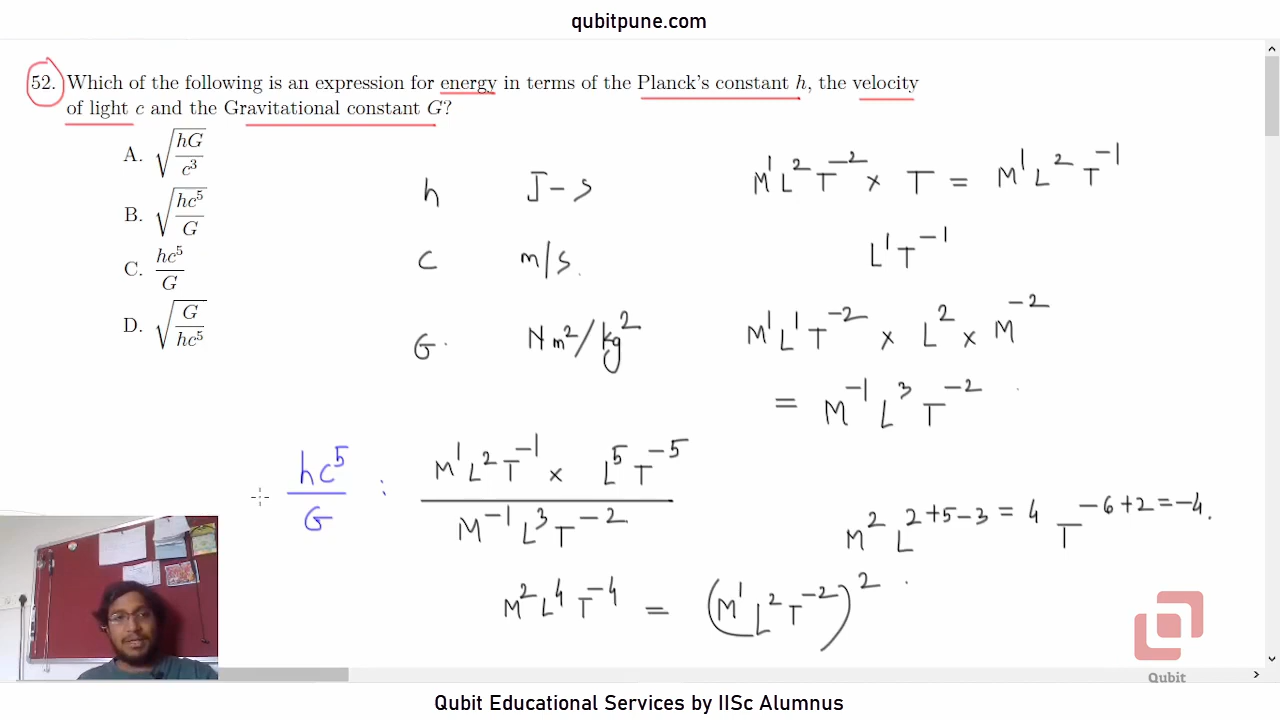 qubitpune.com
52. Which of the following is an expression for energy in terms of the Planck's constant h, the velocity
of light c and the Gravitational constant G?
A. √(hG/c³)
B. √(hc⁵/G)
C. hc⁵/G
D. √(G/hc⁵)
h J-s M¹L²T⁻² × T = M¹L²T⁻¹
c m/s. L¹T⁻¹
G. Nm²/kg² M¹L¹T⁻² × L² × M⁻²
= M⁻¹L³T⁻²
hc⁵/G : M¹L²T⁻¹ × L⁵T⁻⁵ / M⁻¹L³T⁻²
M² L²⁺⁵⁻³ ⁼ ⁴ T⁻⁶⁺²⁼⁻⁴.
M²L⁴T⁻⁴ = (M¹L²T⁻²)²
Qubit
Qubit Educational Services by IISc Alumnus